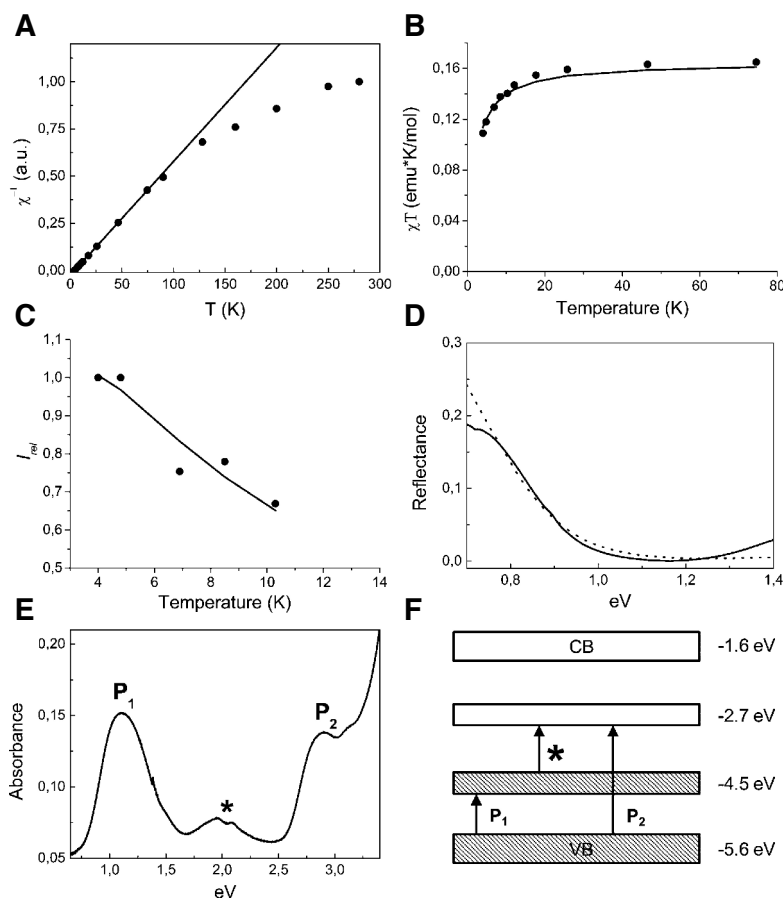 A
1,00
0,75
0,50
0,25
0,00
χ⁻¹ (a.u.)
0 50 100 150 200 250 300
T (K)
B
0,16
0,12
0,08
0,04
0,00
χT (emu*K/mol)
0 20 40 60 80
Temperature (K)
C
1,1
1,0
0,9
0,8
0,7
0,6
0,5
I_rel
4 6 8 10 12 14
Temperature (K)
D
0,3
0,2
0,1
0,0
Reflectance
0,8 1,0 1,2 1,4
eV
E
0,20
0,15
0,10
0,05
Absorbance
P₁
*
P₂
1,0 1,5 2,0 2,5 3,0
eV
F
CB -1.6 eV
-2.7 eV
*
-4.5 eV
P₁ P₂
VB -5.6 eV